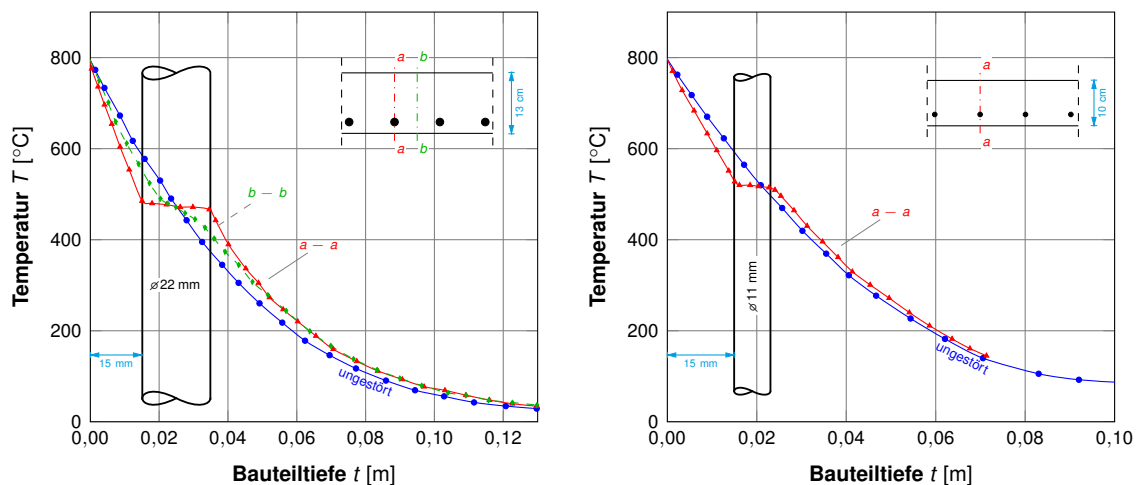 800
600
400
200
0
0,00
0,02
0,04
0,06
0,08
0,10
0,12
Temperatur T [°C]
Bauteiltiefe t [m]
a
b
a
b
13 cm
b — b
a — a
⌀22 mm
15 mm
ungestört
800
600
400
200
0
0,00
0,02
0,04
0,06
0,08
0,10
Temperatur T [°C]
Bauteiltiefe t [m]
a
a
10 cm
a — a
⌀11 mm
15 mm
ungestört